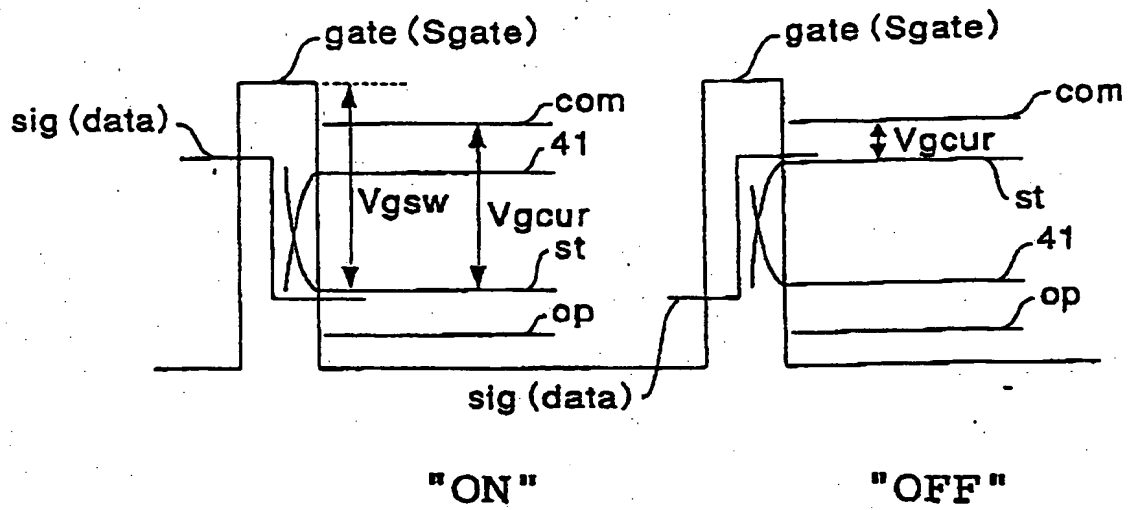 gate (Sgate)
sig (data)
com
41
Vgsw
Vgcur
st
op
gate (Sgate)
com
Vgcur
st
41
op
sig (data)
"ON"
"OFF"